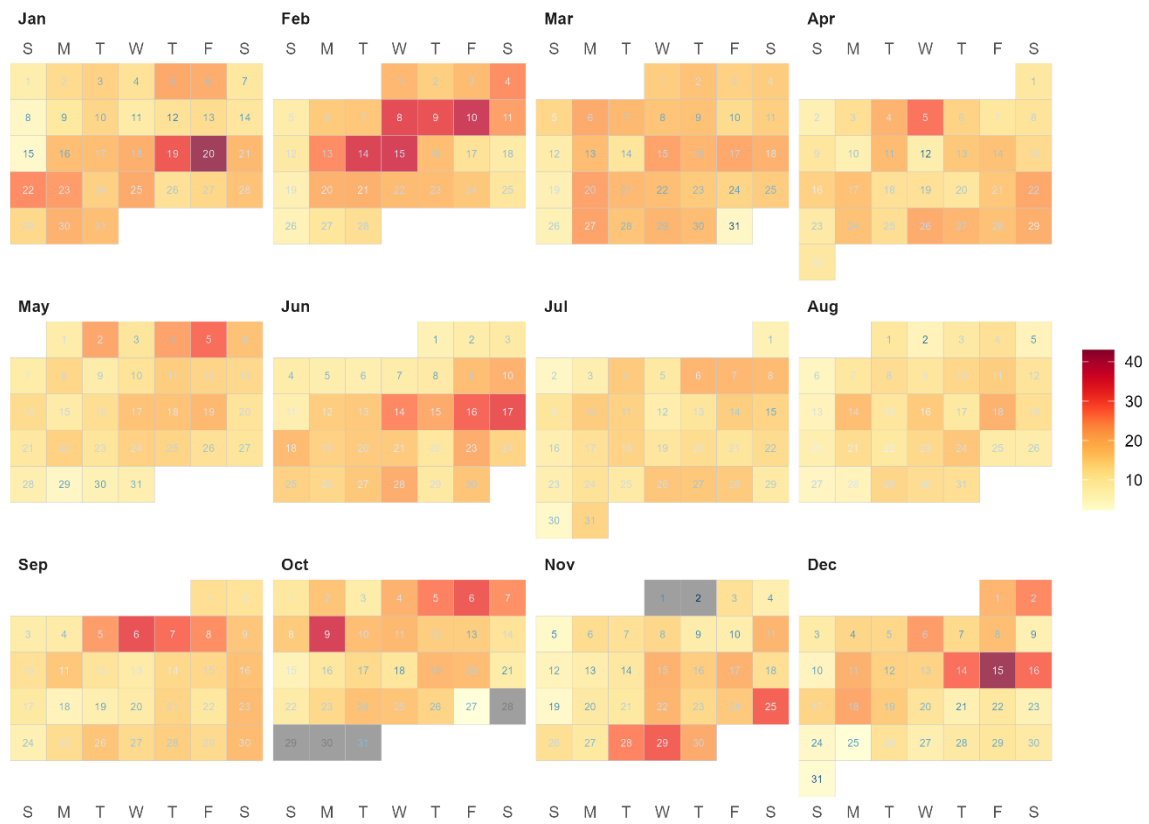 Jan
S M T W T F S
1 2 3 4 5 6 7
8 9 10 11 12 13 14
15 16 17 18 19 20 21
22 23 24 25 26 27 28
29 30 31
Feb
S M T W T F S
1 2 3 4
5 6 7 8 9 10 11
12 13 14 15 16 17 18
19 20 21 22 23 24 25
26 27 28
Mar
S M T W T F S
1 2 3 4
5 6 7 8 9 10 11
12 13 14 15 16 17 18
19 20 21 22 23 24 25
26 27 28 29 30 31
Apr
S M T W T F S
1
2 3 4 5 6 7 8
9 10 11 12 13 14 15
16 17 18 19 20 21 22
23 24 25 26 27 28 29
May
1 2 3 4 5 6
8 9 10 11 12 13
14 15 16 17 18 19 20
21 22 23 24 25 26 27
28 29 30 31
Jun
1 2 3
4 5 6 7 8 9 10
12 13 14 15 16 17
18 19 20 21 22 23 24
25 26 27 28 29 30
Jul
1
2 3 4 5 6 7 8
9 10 11 12 13 14 15
16 17 18 19 20 21 22
23 24 25 26 27 28 29
30 31
Aug
1 2 3 4 5
6 7 8 9 10 11 12
13 14 15 16 17 18 19
21 22 23 24 25 26
27 28 29 30 31
40
30
20
10
Sep
1 2
3 4 5 6 7 8 9
11 12 13 14 15 16
17 18 19 20 21 22 23
24 25 26 27 28 29 30
S M T W T F S
Oct
2 3 4 5 6 7
8 9 10 11 12 13 14
15 16 17 18 19 20 21
22 23 24 25 26 27 28
29 30 31
S M T W T F S
Nov
1 2 3 4
5 6 7 8 9 10 11
12 13 14 15 16 17 18
19 20 21 22 23 24 25
26 27 28 29 30
S M T W T F S
Dec
1 2
3 4 5 6 7 8 9
10 11 12 13 14 15 16
18 19 20 21 22 23
24 25 27 28 29 30
31
S M T W T F S